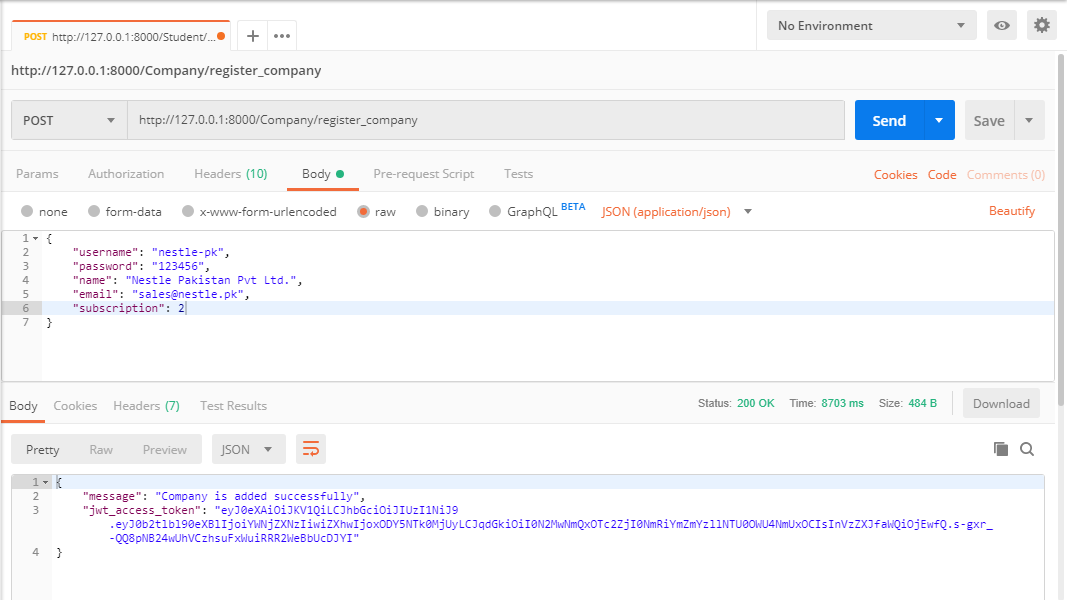 POST http://127.0.0.1:8000/Student/...
+
•••
No Environment
http://127.0.0.1:8000/Company/register_company
POST http://127.0.0.1:8000/Company/register_company Send Save
Params Authorization Headers (10) Body Pre-request Script Tests Cookies Code Comments (0)
none form-data x-www-form-urlencoded raw binary GraphQL BETA JSON (application/json) Beautify
1 {
2 "username": "nestle-pk",
3 "password": "123456",
4 "name": "Nestle Pakistan Pvt Ltd.",
5 "email": "sales@nestle.pk",
6 "subscription": 2
7 }
Body Cookies Headers (7) Test Results Status: 200 OK Time: 8703 ms Size: 484 B Download
Pretty Raw Preview JSON
1 {
2 "message": "Company is added successfully",
3 "jwt_access_token": "eyJ0eXAiOiJKV1QiLCJhbGciOiJIUzI1NiJ9
.eyJ0b2tlbl90eXBlIjoiYWNjZXNzIiwiZXhwIjoxODY5NTk0MjUyLCJqdGkiOiI0N2MwNmQxOTc2ZjI0NmRiYmZmYzllNTU0OWU4NmUxOCIsInVzZXJfaWQiOjEwfQ.s-gxr_
-QQ8pNB24wUhVCzhsuFxWuiRRR2WeBbUcDJYI"
4 }